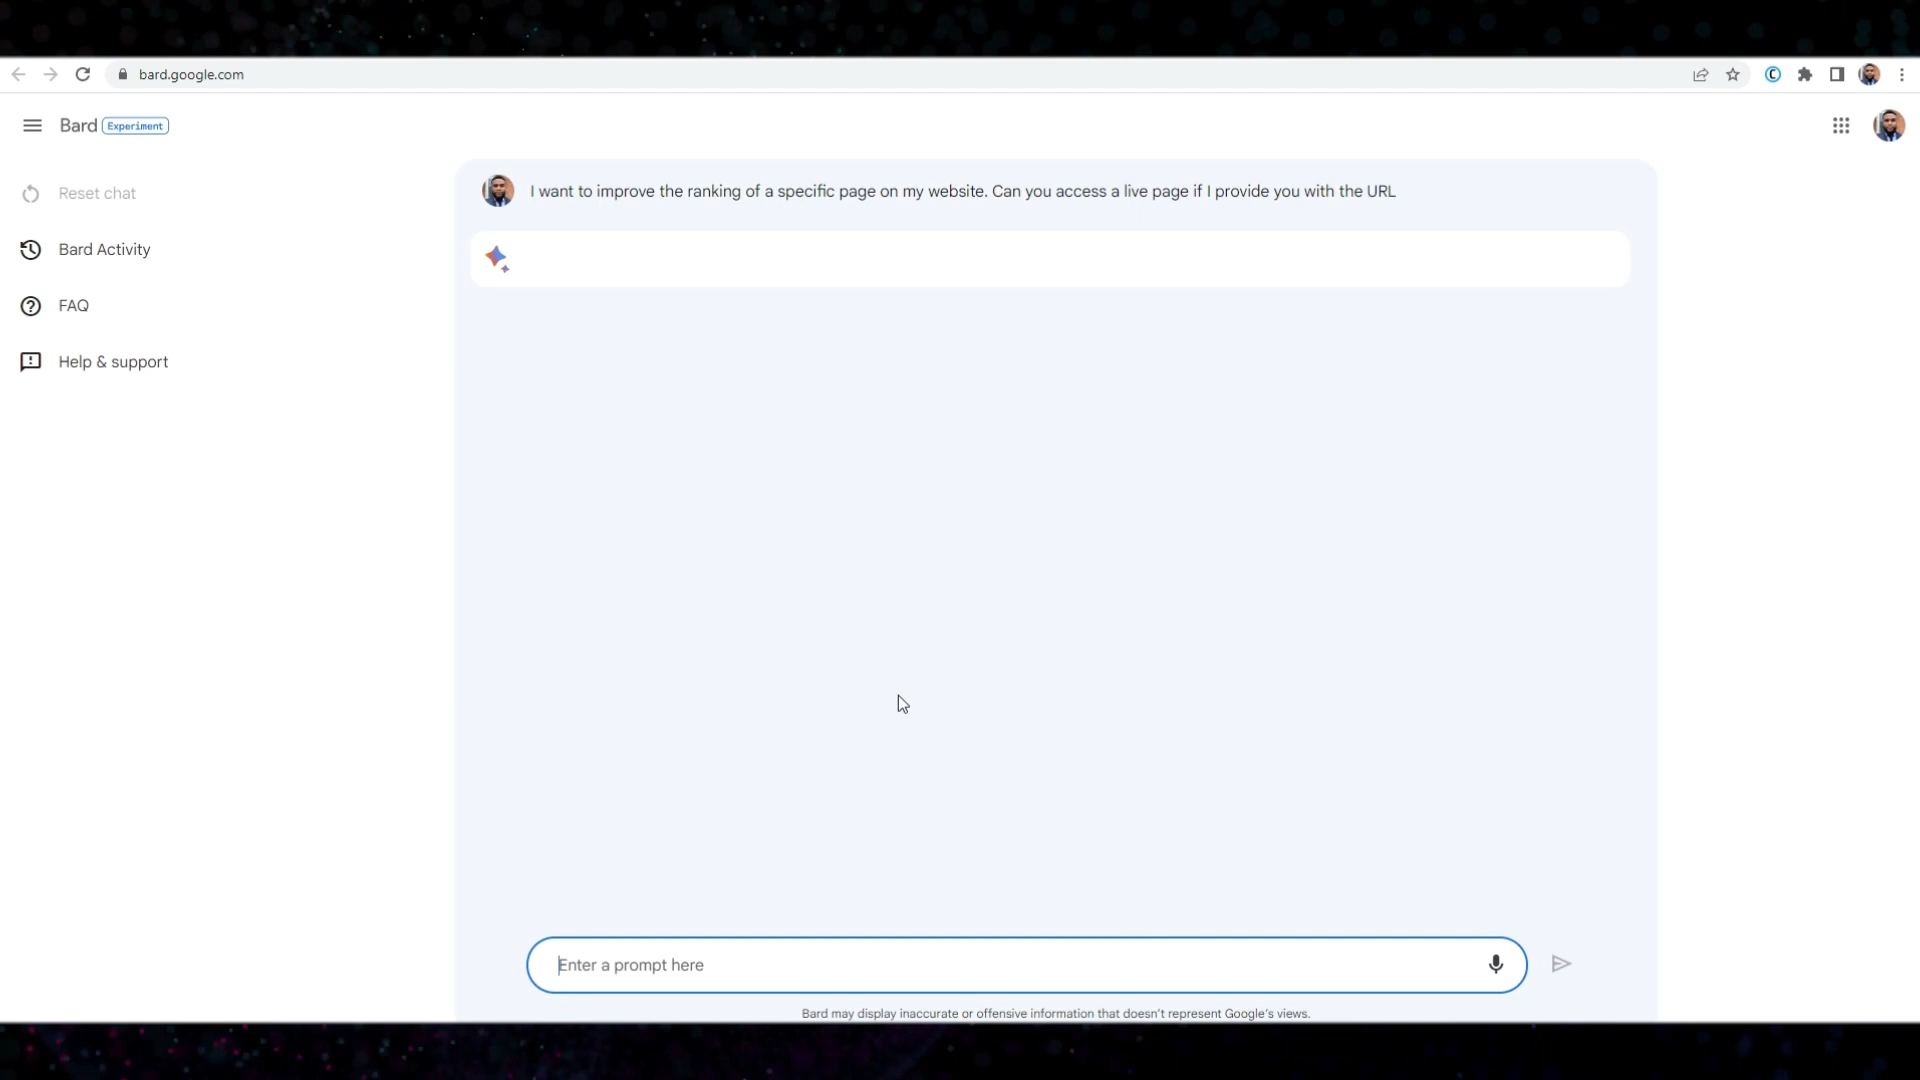 bard.google.com
Bard Experiment
Reset chat
Bard Activity
FAQ
Help & support
I want to improve the ranking of a specific page on my website. Can you access a live page if I provide you with the URL
Enter a prompt here
Bard may display inaccurate or offensive information that doesn't represent Google's views.